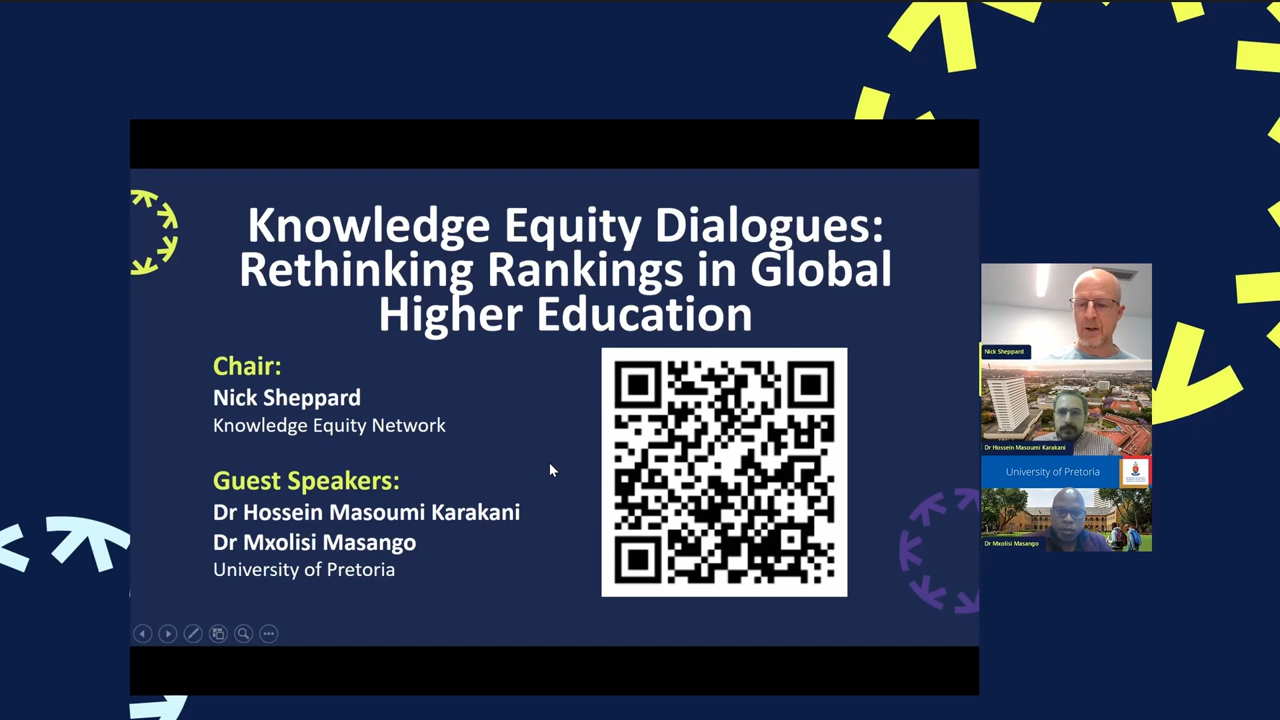 Knowledge Equity Dialogues:
Rethinking Rankings in Global
Higher Education
Chair:
Nick Sheppard
Knowledge Equity Network
Guest Speakers:
Dr Hossein Masoumi Karakani
Dr Mxolisi Masango
University of Pretoria
Nick Sheppard
Dr Hossein Masoumi Karakani
University of Pretoria
Dr Mxolisi Masango